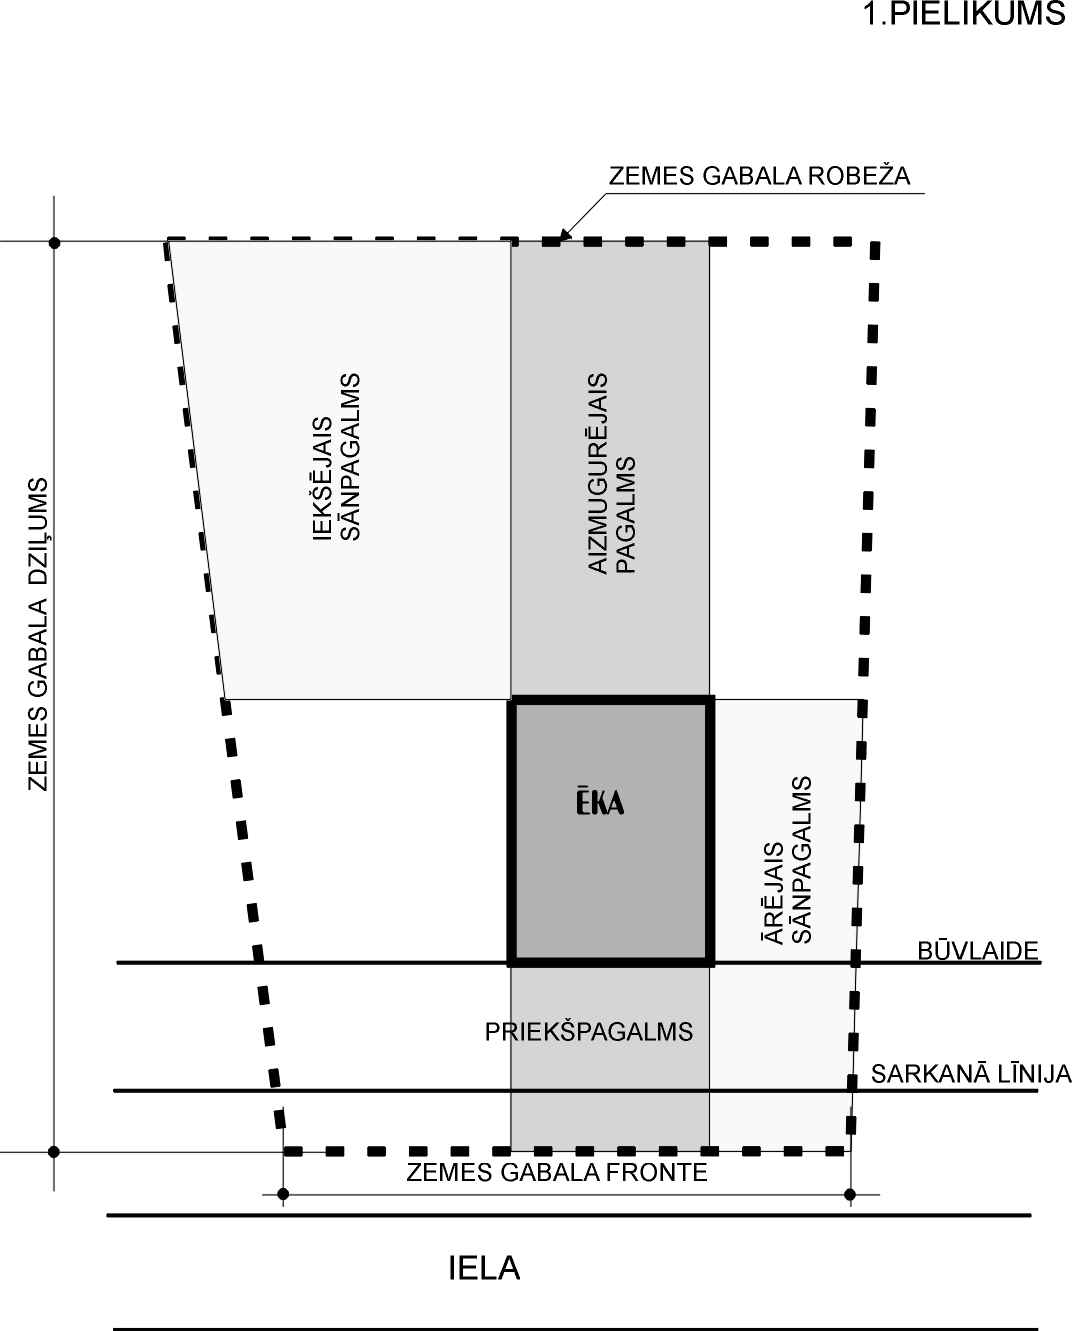 1.PIELIKUMS
ZEMES GABALA ROBEŽA
IEKŠĒJAIS
SĀNPAGALMS
AIZMUGURĒJAIS
PAGALMS
ZEMES GABALA DZIĻUMS
ĒKA
ĀRĒJAIS
SĀNPAGALMS
BŪVLAIDE
PRIEKŠPAGALMS
SARKANĀ LĪNIJA
ZEMES GABALA FRONTE
IELA